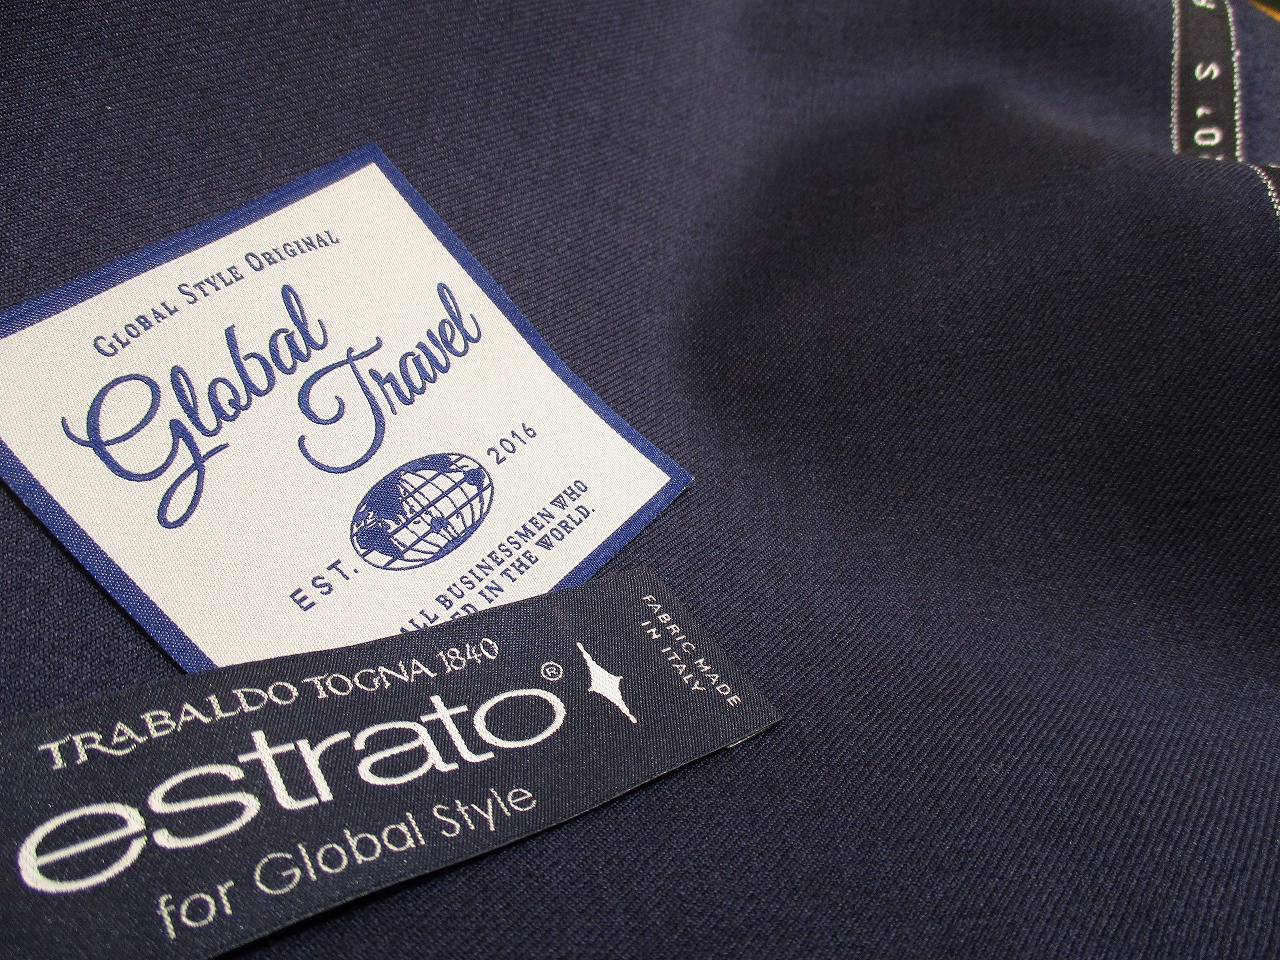 GLOBAL STYLE ORIGINAL
Global
Travel
EST. 2016
ALL BUSINESSMEN WHO
IN THE WORLD.
TRABALDO TOGNA 1840
estrato®
for Global Style
FABRIC MADE
IN ITALY
O'S